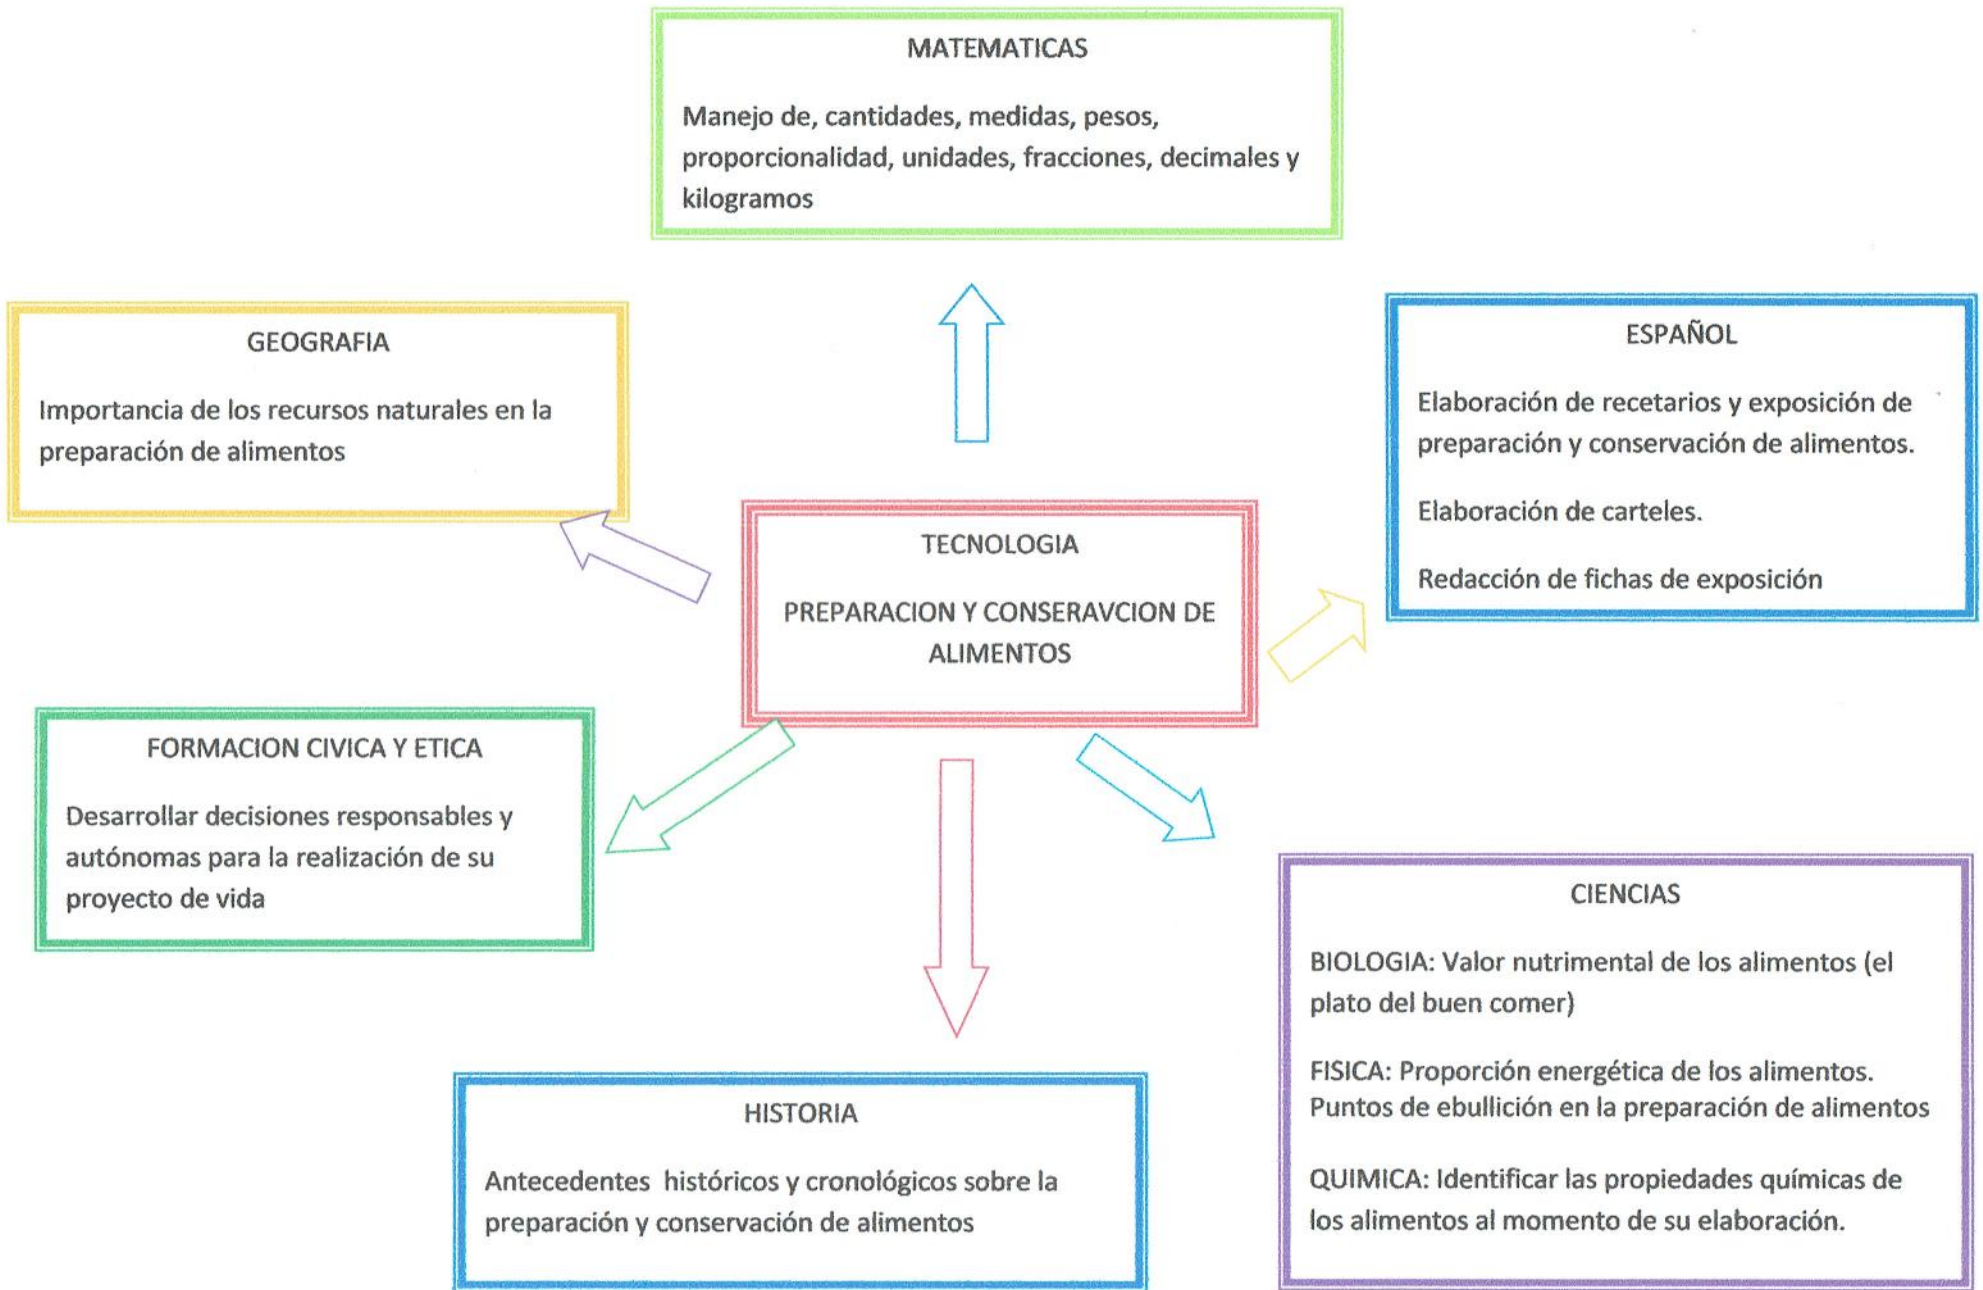 MATEMATICAS
Manejo de, cantidades, medidas, pesos,
proporcionalidad, unidades, fracciones, decimales y
kilogramos
GEOGRAFIA
Importancia de los recursos naturales en la
preparación de alimentos
ESPAÑOL
Elaboración de recetarios y exposición de
preparación y conservación de alimentos.
Elaboración de carteles.
Redacción de fichas de exposición
TECNOLOGIA
PREPARACION Y CONSERAVCION DE
ALIMENTOS
FORMACION CIVICA Y ETICA
Desarrollar decisiones responsables y
autónomas para la realización de su
proyecto de vida
CIENCIAS
BIOLOGIA: Valor nutrimental de los alimentos (el
plato del buen comer)
FISICA: Proporción energética de los alimentos.
Puntos de ebullición en la preparación de alimentos
QUIMICA: Identificar las propiedades químicas de
los alimentos al momento de su elaboración.
HISTORIA
Antecedentes históricos y cronológicos sobre la
preparación y conservación de alimentos